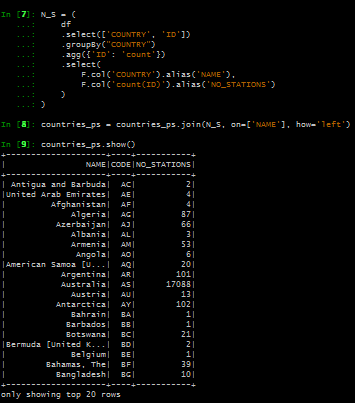 In [7]: N_S = (
   ...:     df
   ...:     .select(['COUNTRY', 'ID'])
   ...:     .groupBy("COUNTRY")
   ...:     .agg({'ID': 'count'})
   ...:     .select(
   ...:         F.col('COUNTRY').alias('NAME'),
   ...:         F.col('count(ID)').alias('NO_STATIONS')
   ...:     )
   ...: )
In [8]: countries_ps = countries_ps.join(N_S, on=['NAME'], how='left')
In [9]: countries_ps.show()
+--------------------+----+-----------+
|                NAME|CODE|NO_STATIONS|
+--------------------+----+-----------+
| Antigua and Barbuda|  AC|          2|
|United Arab Emirates|  AE|          4|
|         Afghanistan|  AF|          4|
|             Algeria|  AG|         87|
|          Azerbaijan|  AJ|         66|
|             Albania|  AL|          3|
|             Armenia|  AM|         53|
|              Angola|  AO|          6|
|American Samoa [U...|  AQ|         20|
|           Argentina|  AR|        101|
|           Australia|  AS|      17088|
|             Austria|  AU|         13|
|          Antarctica|  AY|        102|
|             Bahrain|  BA|          1|
|            Barbados|  BB|          1|
|            Botswana|  BC|         21|
|Bermuda [United K...|  BD|          2|
|             Belgium|  BE|          1|
|        Bahamas, The|  BF|         39|
|          Bangladesh|  BG|         10|
+--------------------+----+-----------+
only showing top 20 rows